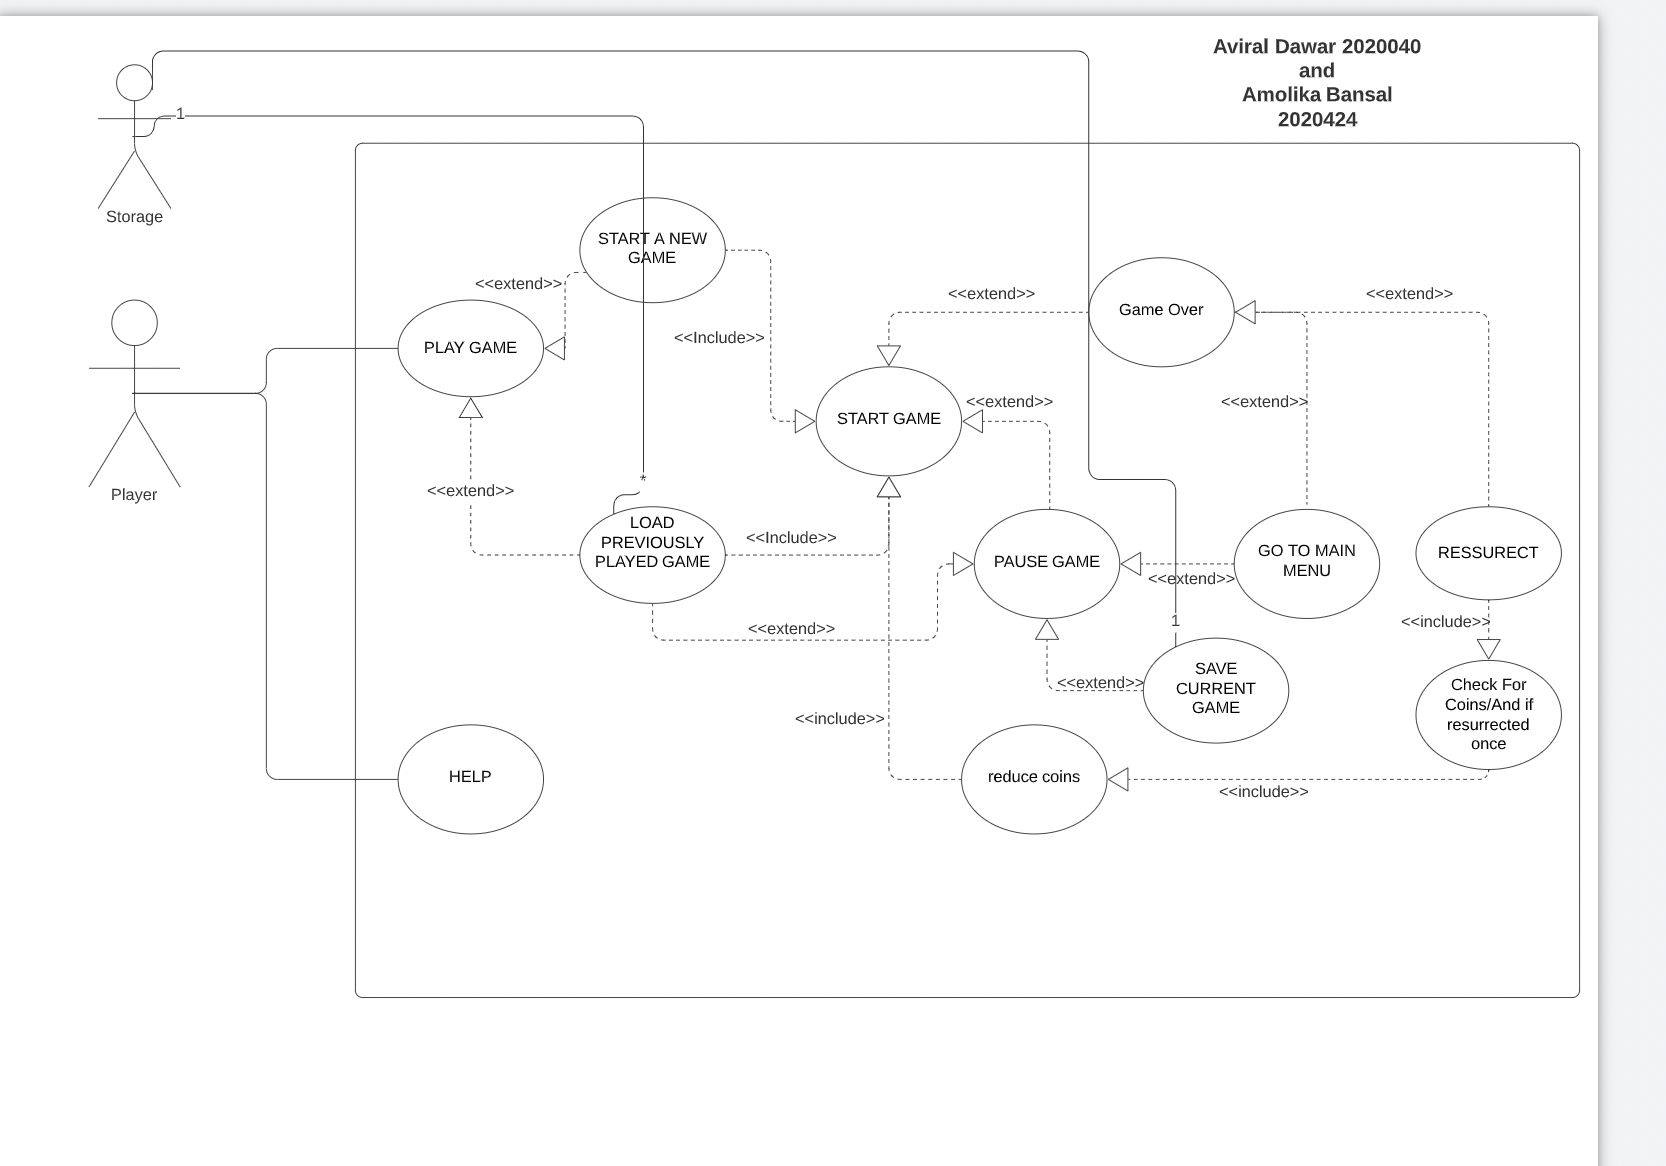 Aviral Dawar 2020040
and
Amolika Bansal
2020424
1
Storage
START A NEW
GAME
<<extend>>
<<extend>>
<<extend>>
Game Over
<<Include>>
PLAY GAME
<<extend>>
<<extend>>
START GAME
*
<<extend>>
Player
LOAD
PREVIOUSLY
PLAYED GAME
<<Include>>
PAUSE GAME
GO TO MAIN
MENU
RESSURECT
<<extend>>
1
<<include>>
<<extend>>
SAVE
CURRENT
GAME
<<extend>>
Check For
Coins/And if
resurrected
once
<<include>>
HELP
reduce coins
<<include>>